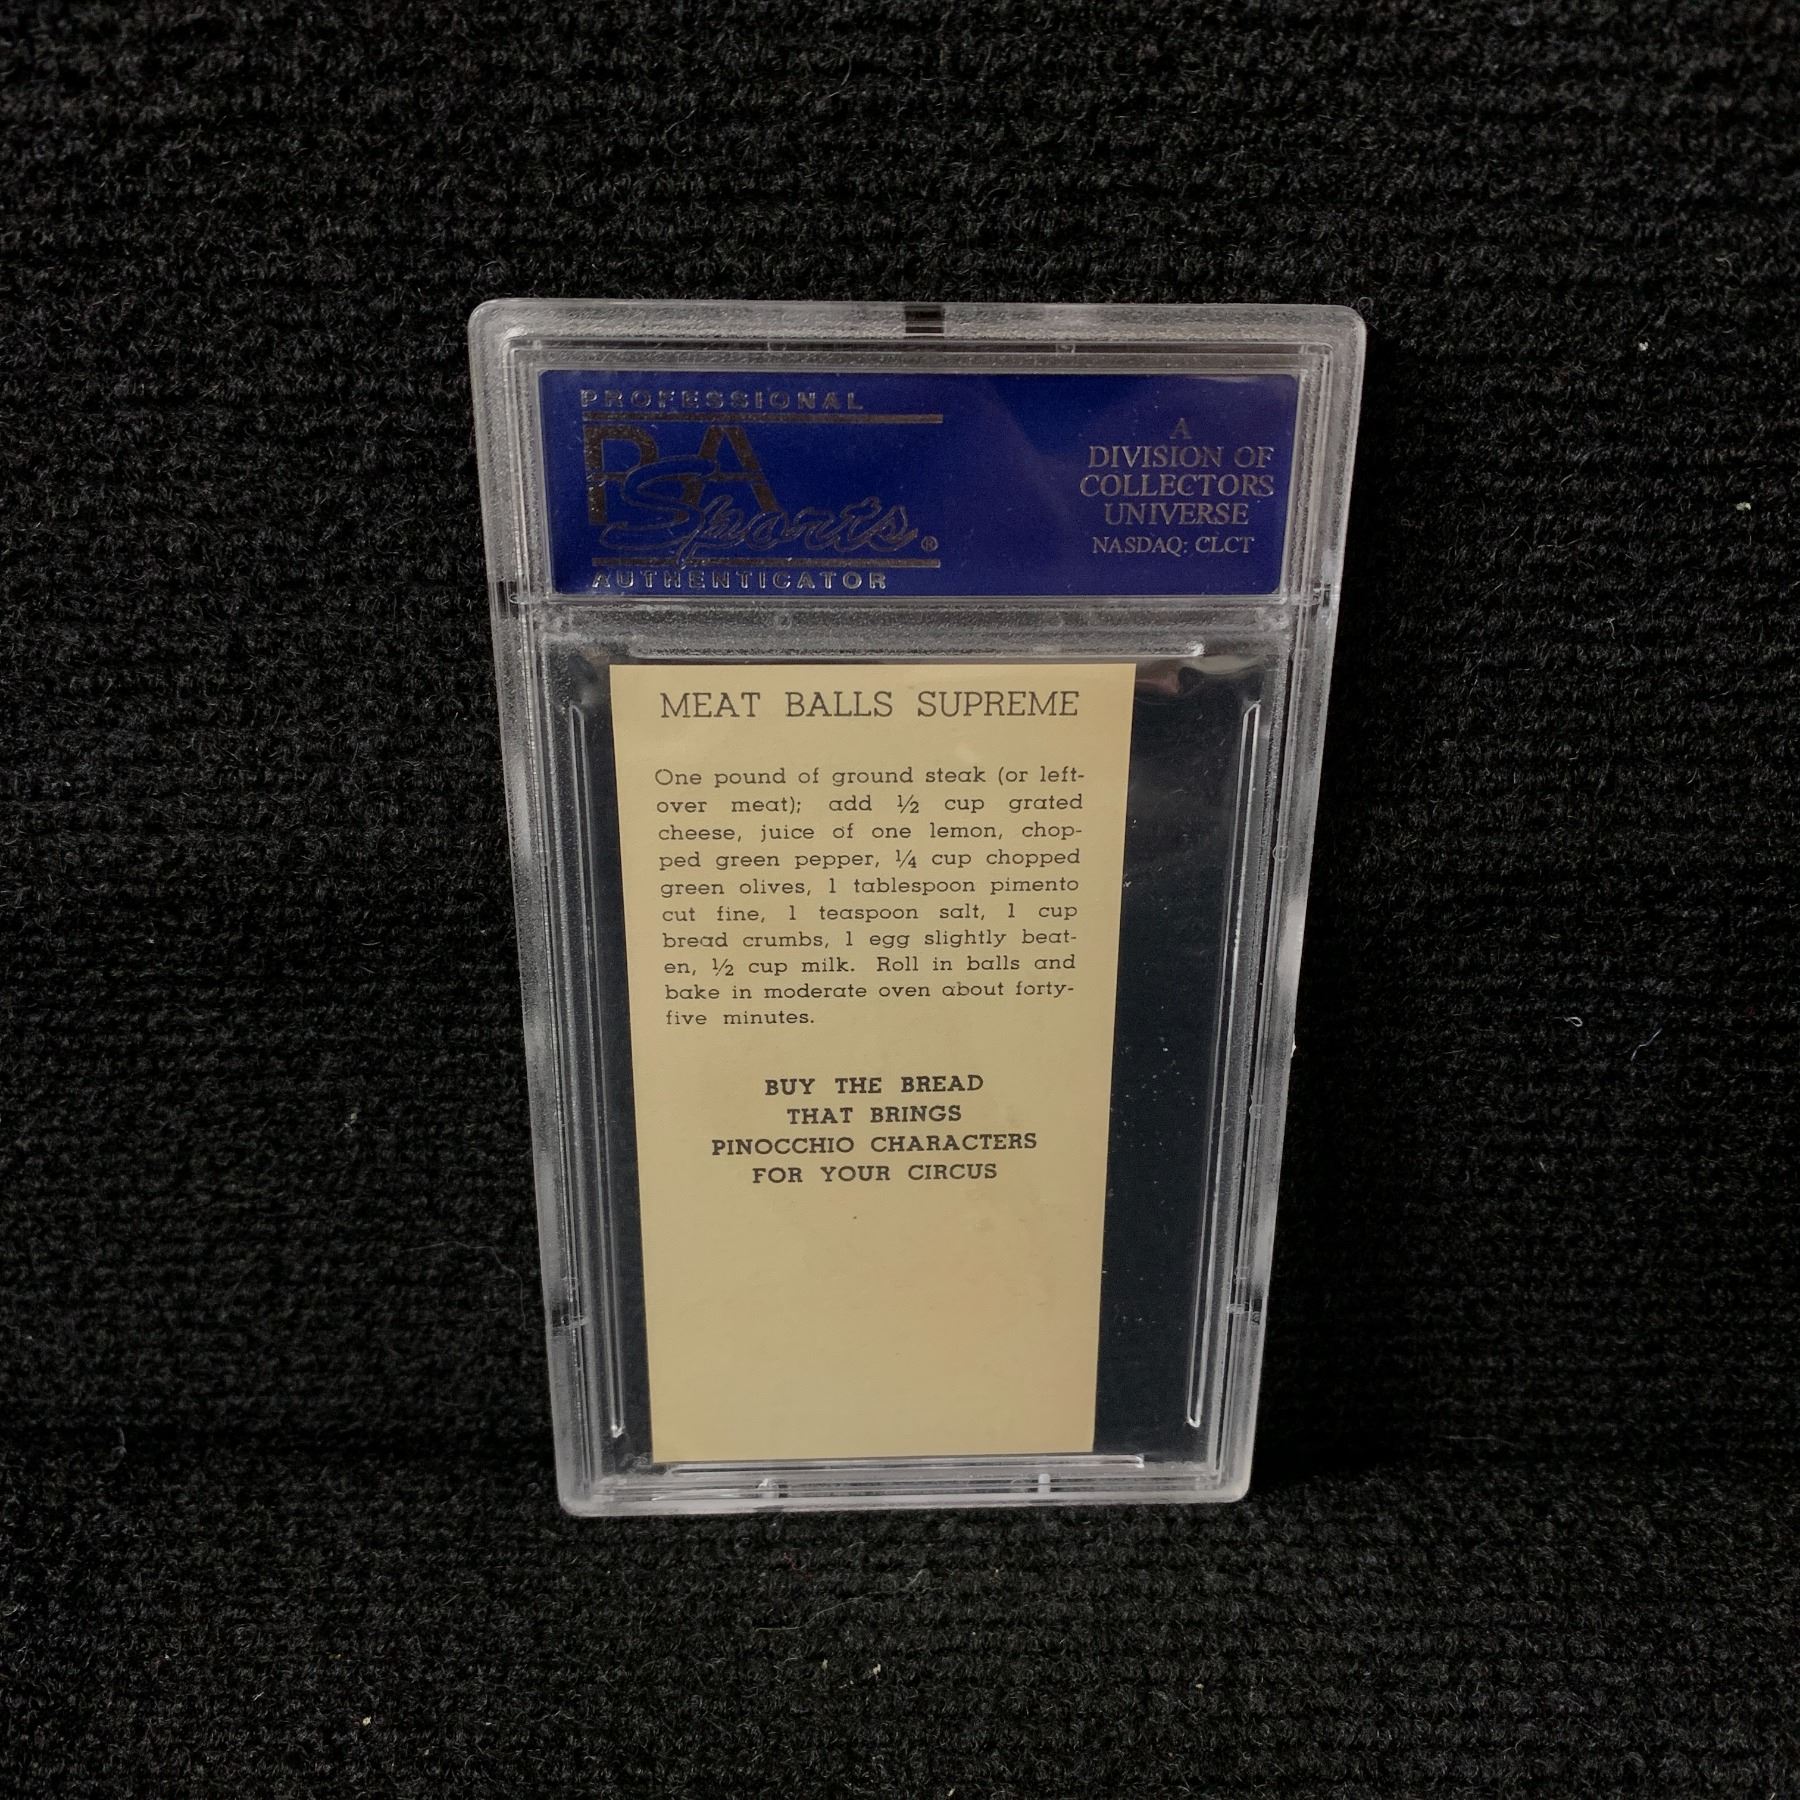 PROFESSIONAL
PSA
Sports®
AUTHENTICATOR
A
DIVISION OF
COLLECTORS
UNIVERSE
NASDAQ: CLCT
MEAT BALLS SUPREME
One pound of ground steak (or left-
over meat); add ½ cup grated
cheese, juice of one lemon, chop-
ped green pepper, ¼ cup chopped
green olives, 1 tablespoon pimento
cut fine, 1 teaspoon salt, 1 cup
bread crumbs, 1 egg slightly beat-
en, ½ cup milk. Roll in balls and
bake in moderate oven about forty-
five minutes.
BUY THE BREAD
THAT BRINGS
PINOCCHIO CHARACTERS
FOR YOUR CIRCUS